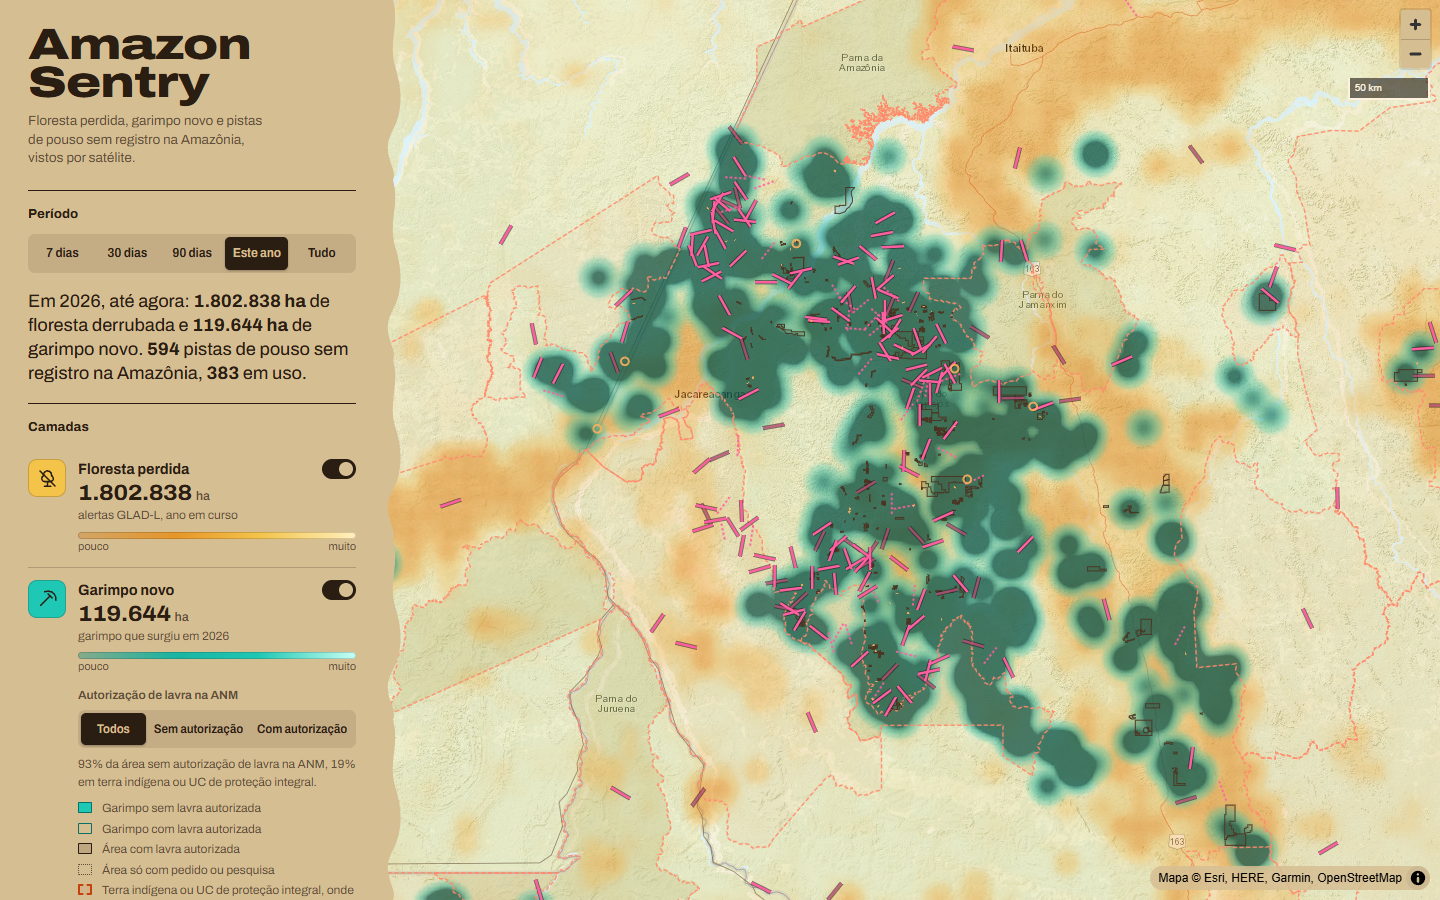 Amazon
Sentry
Floresta perdida, garimpo novo e pistas
de pouso sem registro na Amazônia,
vistos por satélite.
Período
7 dias
30 dias
90 dias
Este ano
Tudo
Em 2026, até agora: 1.802.838 ha de
floresta derrubada e 119.644 ha de
garimpo novo. 594 pistas de pouso sem
registro na Amazônia, 383 em uso.
Camadas
Floresta perdida
1.802.838 ha
alertas GLAD-L, ano em curso
pouco
muito
Garimpo novo
119.644 ha
garimpo que surgiu em 2026
pouco
muito
Autorização de lavra na ANM
Todos
Sem autorização
Com autorização
93% da área sem autorização de lavra na ANM, 19%
em terra indígena ou UC de proteção integral.
Garimpo sem lavra autorizada
Garimpo com lavra autorizada
Área com lavra autorizada
Área só com pedido ou pesquisa
Terra indígena ou UC de proteção integral, onde
Parna da
Amazônia
Itaituba
+
−
50 km
163
Parna do
Jamanxim
Jacareacanga
Parna do
Juruena
163
Mapa © Esri, HERE, Garmin, OpenStreetMap